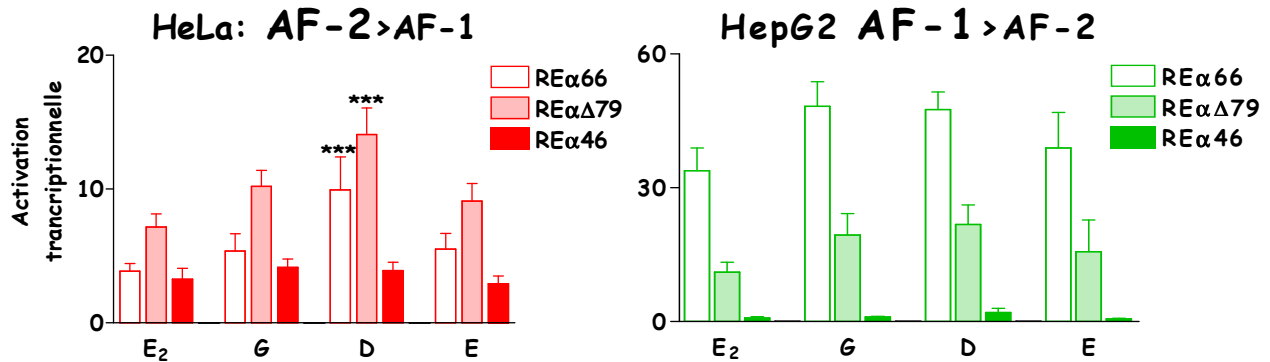 HeLa: AF-2>AF-1
20
10
0
Activation
trancriptionnelle
REα66
REαΔ79
REα46
***
***
E₂ G D E
HepG2 AF-1>AF-2
60
30
0
REα66
REαΔ79
REα46
E₂ G D E